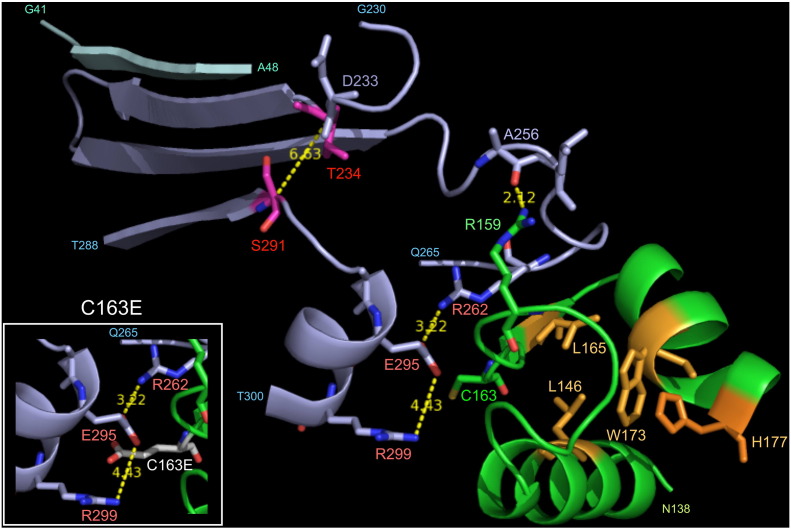 G41
G230
A48
D233
A256
6.63
T234
2.12
R159
T288
S291
Q265
R262
C163E
3.22
L165
Q265
E295
R262
T300
C163
L146
3.22
4.43
W173
E295
H177
C163E
R299
4.43
R299
N138